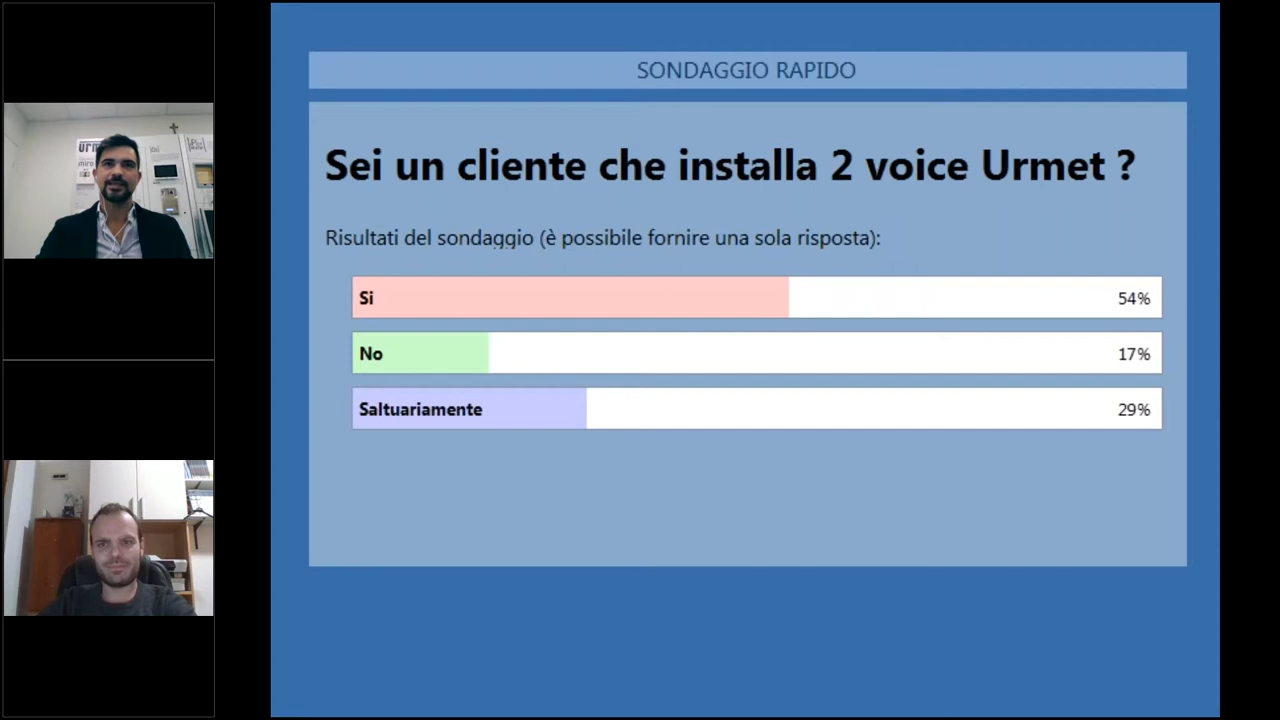 SONDAGGIO RAPIDO
Sei un cliente che installa 2 voice Urmet ?
Risultati del sondaggio (è possibile fornire una sola risposta):
Si 54%
No 17%
Saltuariamente 29%